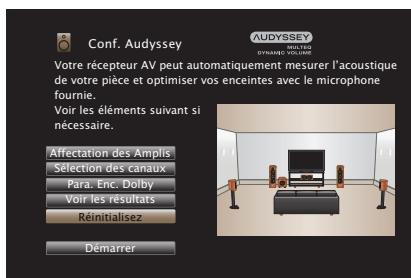 Conf. Audyssey
AUDYSSEY
MULTEQ
DYNAMIC VOLUME
Votre récepteur AV peut automatiquement mesurer l'acoustique
de votre pièce et optimiser vos enceintes avec le microphone
fournie.
Voir les éléments suivant si
nécessaire.
Affectation des Amplis
Sélection des canaux
Para. Enc. Dolby
Voir les résultats
Réinitialisez
Démarrer